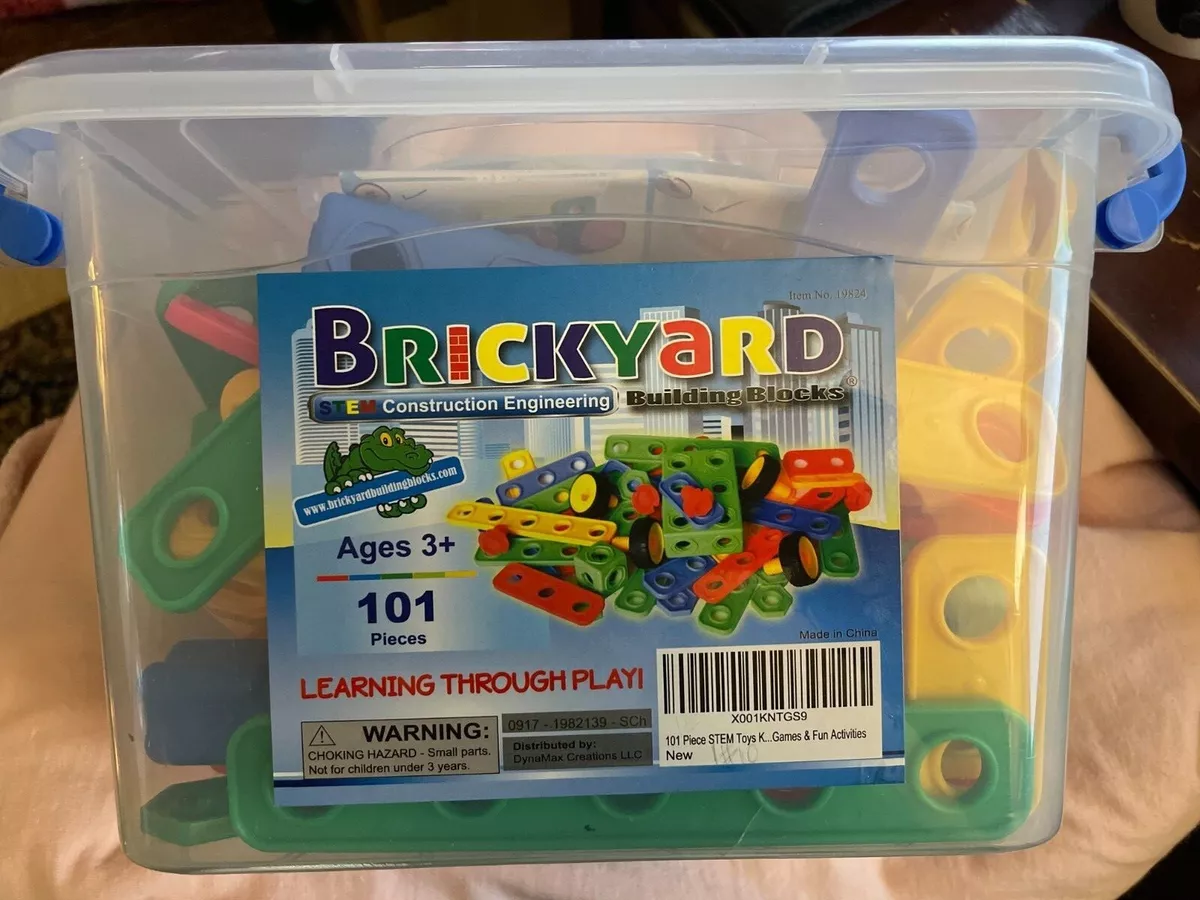 Item No. 19824
BRICKYaRD
STEM Construction Engineering Building Blocks®
www.brickyardbuildingblocks.com
Ages 3+
101
Pieces
Made in China
LEARNING THROUGH PLAY!
X001KNTGS9
101 Piece STEM Toys K...Games & Fun Activities
New
WARNING:
CHOKING HAZARD - Small parts.
Not for children under 3 years.
0917 - 1982139 - SCh
Distributed by:
DynaMax Creations LLC